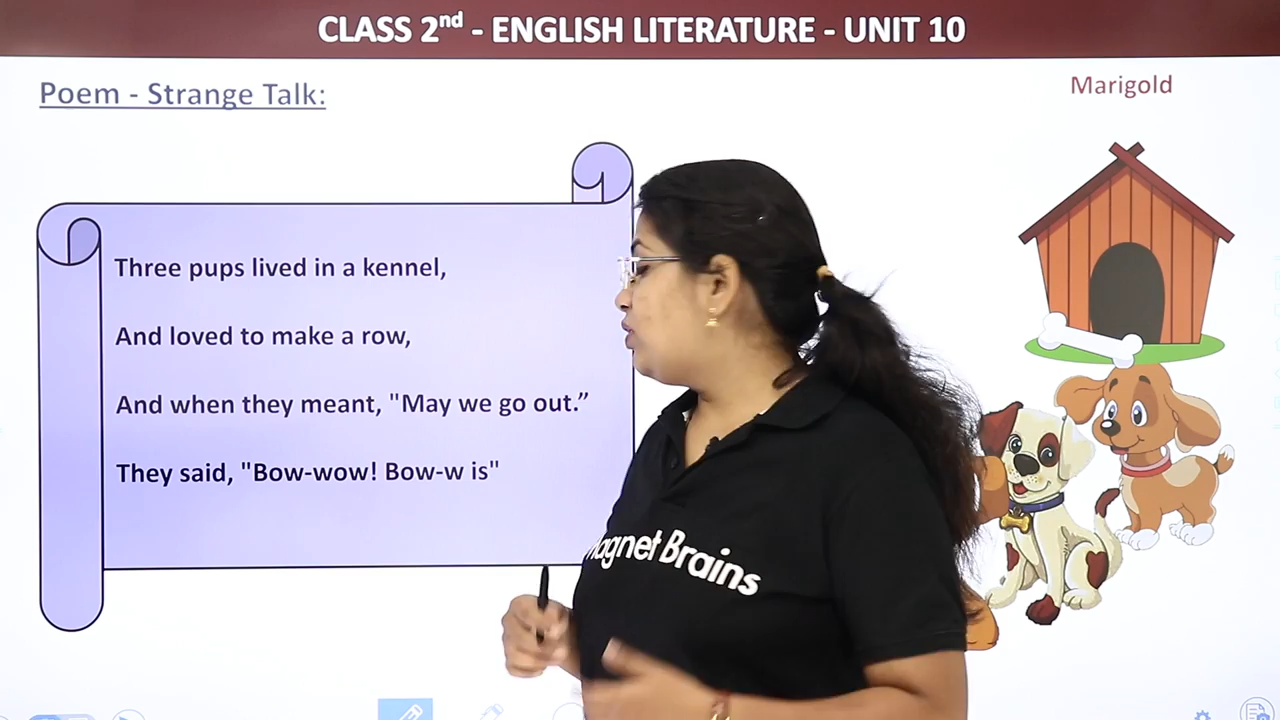 CLASS 2nd - ENGLISH LITERATURE - UNIT 10
Poem - Strange Talk:
Marigold
Three pups lived in a kennel,
And loved to make a row,
And when they meant, "May we go out.”
They said, "Bow-wow! Bow-w is"
Magnet Brains